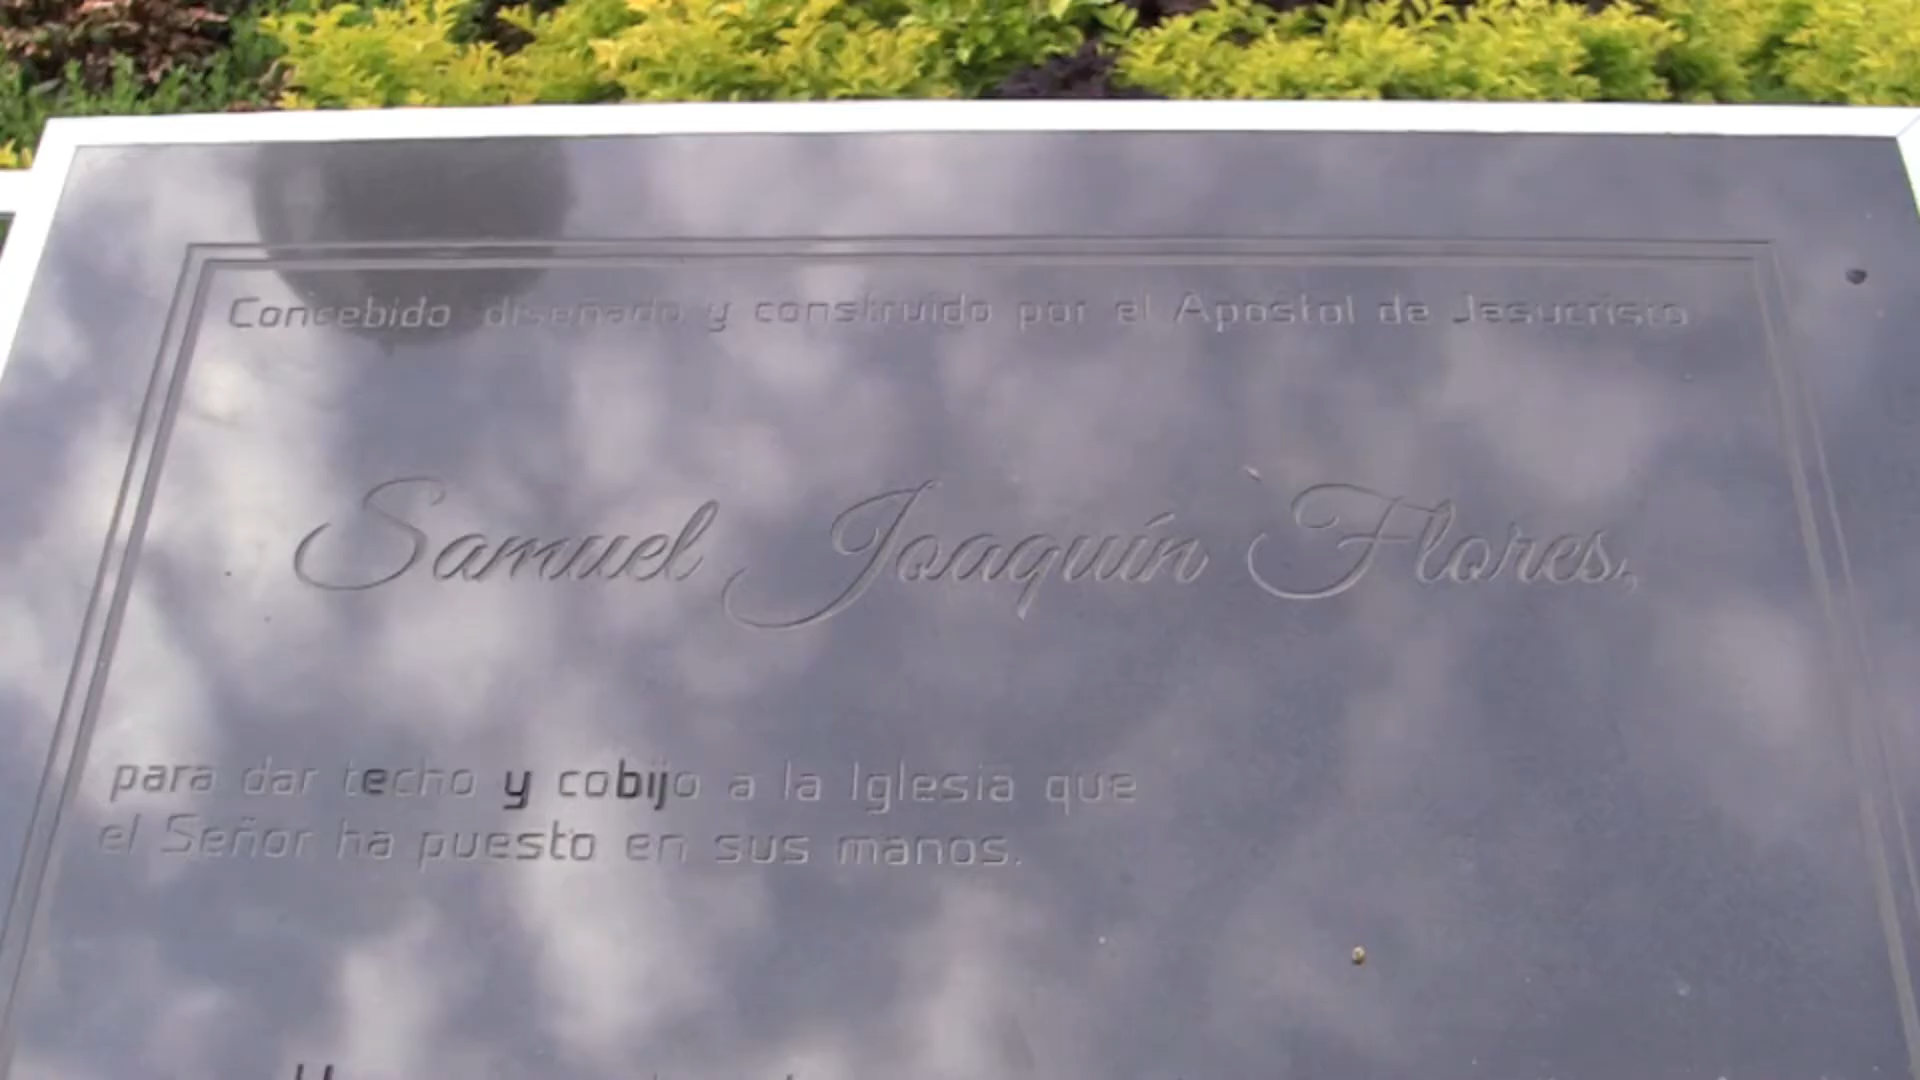 Concebido diseñado y construido por el Apostol de Jesucristo
Samuel Joaquín Flores,
para dar techo y cobijo a la Iglesia que
el Señor ha puesto en sus manos.